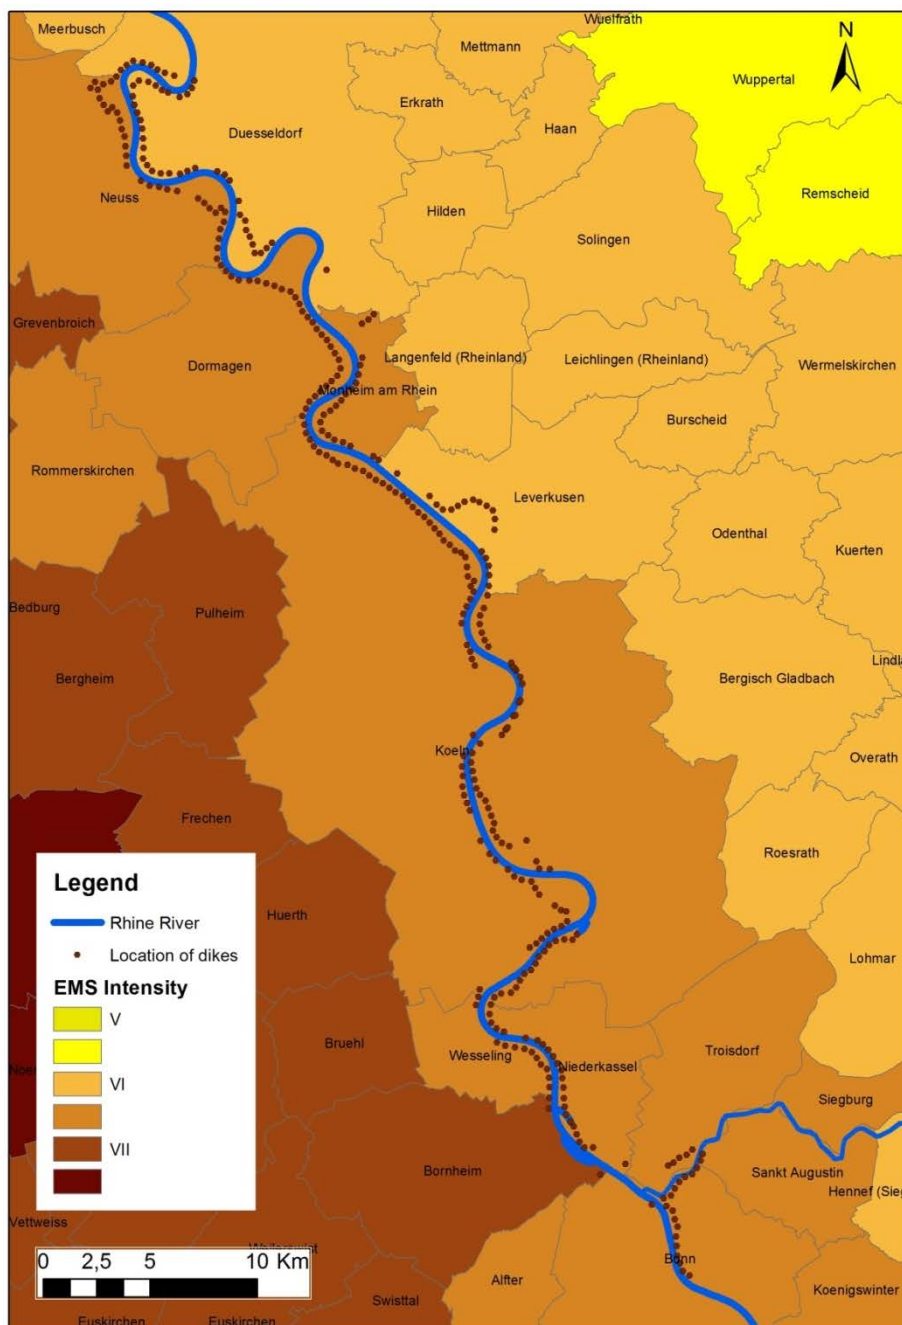 Wuelfrath
Meerbusch
Mettmann
N
Wuppertal
Erkrath
Haan
Duesseldorf
Remscheid
Neuss
Hilden
Solingen
Grevenbroich
Langenfeld (Rheinland)
Leichlingen (Rheinland)
Dormagen
Wermelskirchen
Monheim am Rhein
Burscheid
Rommerskirchen
Leverkusen
Odenthal
Kuerten
Bedburg
Pulheim
Bergheim
Bergisch Gladbach
Koeln
Overath
Frechen
Roesrath
Legend
Rhine River
Huerth
Location of dikes
Lohmar
EMS Intensity
V
Bruehl
Wesseling
Niederkassel
Troisdorf
VI
Siegburg
VII
Bornheim
Sankt Augustin
Hennef (Sieg
Vettweiss
0 2,5 5 10 Km
Bonn
Alfter
Koenigswinter
Swisttal
Euskirchen
Euskirchen